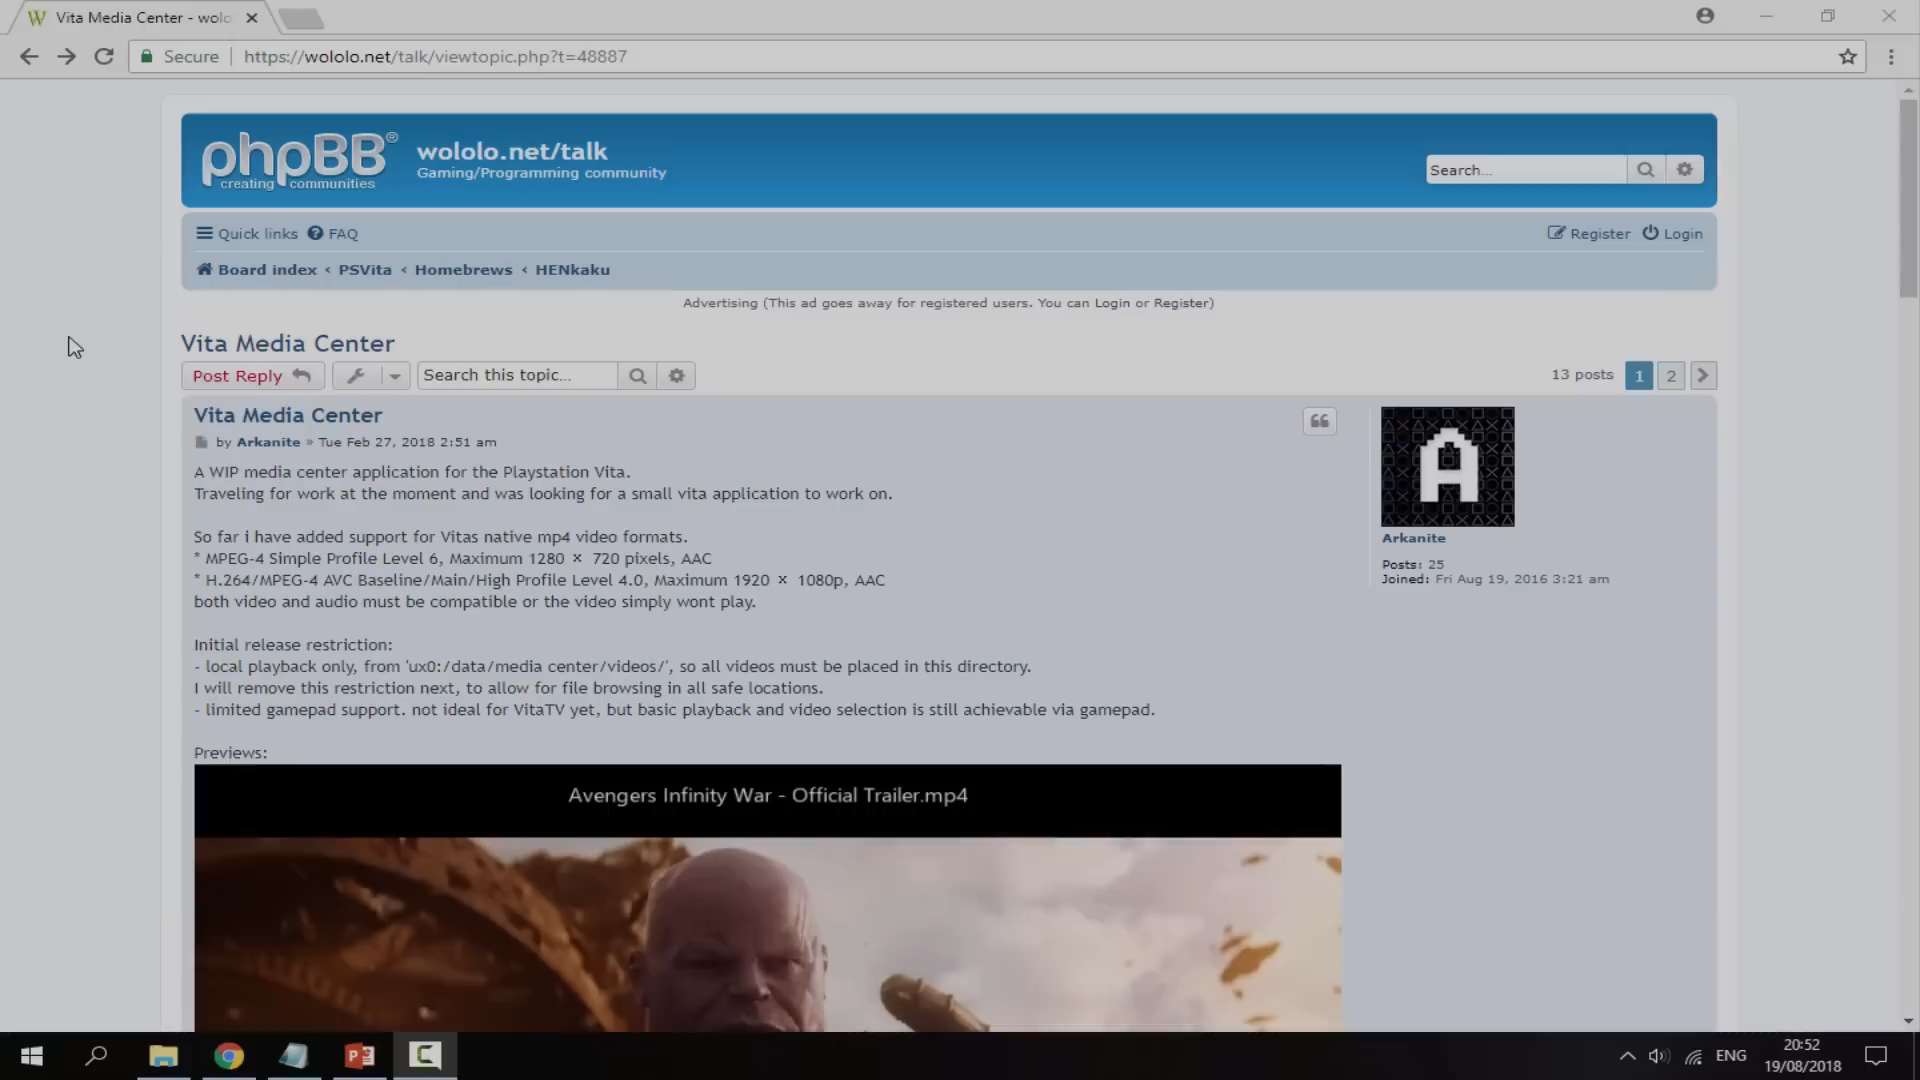 Vita Media Center - wolo
Secure
https://wololo.net/talk/viewtopic.php?t=48887
phpBB®
creating communities
wololo.net/talk
Gaming/Programming community
Search…
Quick links
FAQ
Register
Login
Board index ‹ PSVita ‹ Homebrews ‹ HENkaku
Advertising (This ad goes away for registered users. You can Login or Register)
Vita Media Center
Post Reply
Search this topic…
13 posts
1
2
Vita Media Center
by Arkanite » Tue Feb 27, 2018 2:51 am
A WIP media center application for the Playstation Vita.
Traveling for work at the moment and was looking for a small vita application to work on.
So far i have added support for Vitas native mp4 video formats.
* MPEG-4 Simple Profile Level 6, Maximum 1280 × 720 pixels, AAC
* H.264/MPEG-4 AVC Baseline/Main/High Profile Level 4.0, Maximum 1920 × 1080p, AAC
both video and audio must be compatible or the video simply wont play.
Initial release restriction:
- local playback only, from 'ux0:/data/media center/videos/', so all videos must be placed in this directory.
I will remove this restriction next, to allow for file browsing in all safe locations.
- limited gamepad support. not ideal for VitaTV yet, but basic playback and video selection is still achievable via gamepad.
Previews:
Avengers Infinity War - Official Trailer.mp4
A
Arkanite
Posts: 25
Joined: Fri Aug 19, 2016 3:21 am
ENG
20:52
19/08/2018